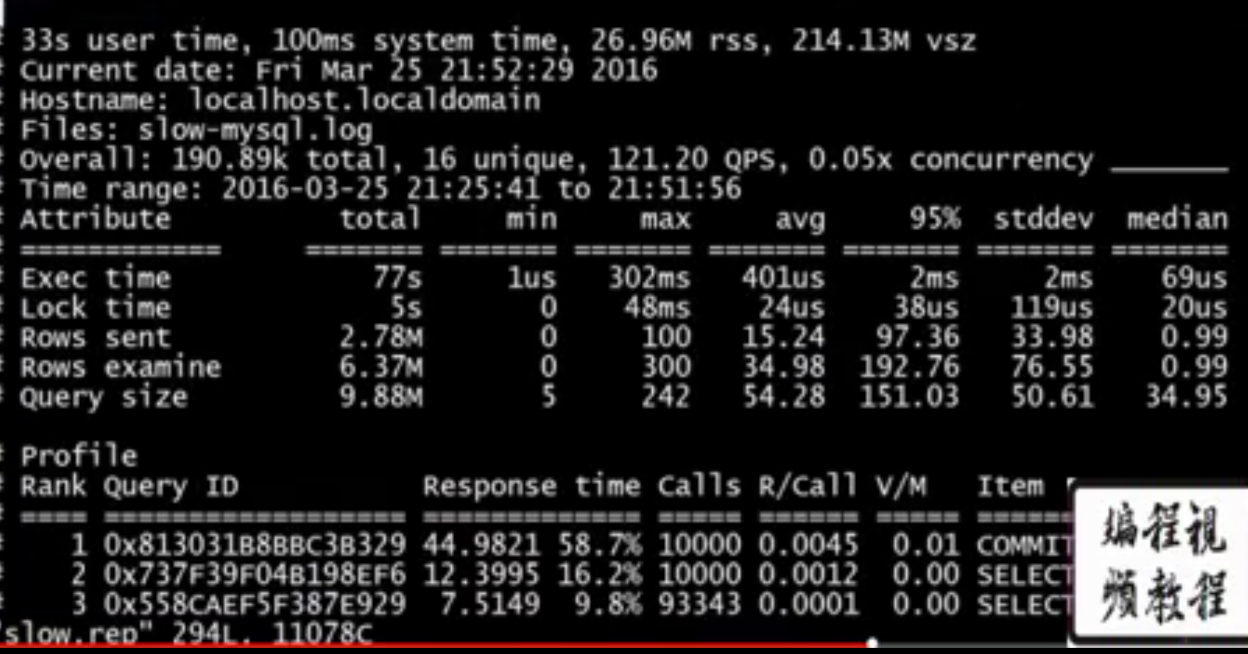 # 33s user time, 100ms system time, 26.96M rss, 214.13M vsz
# Current date: Fri Mar 25 21:52:29 2016
# Hostname: localhost.localdomain
# Files: slow-mysql.log
# Overall: 190.89k total, 16 unique, 121.20 QPS, 0.05x concurrency _______
# Time range: 2016-03-25 21:25:41 to 21:51:56
# Attribute          total     min     max     avg     95%  stddev  median
# ============     ======= ======= ======= ======= ======= ======= =======
# Exec time            77s     1us   302ms   401us     2ms     2ms    69us
# Lock time             5s       0    48ms    24us    38us   119us    20us
# Rows sent          2.78M       0     100   15.24   97.36   33.98    0.99
# Rows examine       6.37M       0     300   34.98  192.76   76.55    0.99
# Query size         9.88M       5     242   54.28  151.03   50.61   34.95
# Profile
# Rank Query ID           Response time Calls R/Call V/M   Item
# ==== ================== ============= ===== ====== ===== =====
#    1 0x813031B8BBC3B329 44.9821 58.7% 10000 0.0045  0.01 COMMIT
#    2 0x737F39F04B198EF6 12.3995 16.2% 10000 0.0012  0.00 SELECT
#    3 0x558CAEF5F387E929  7.5149  9.8% 93343 0.0001  0.00 SELECT
"slow.rep" 294L, 11078C
编程视
频教程